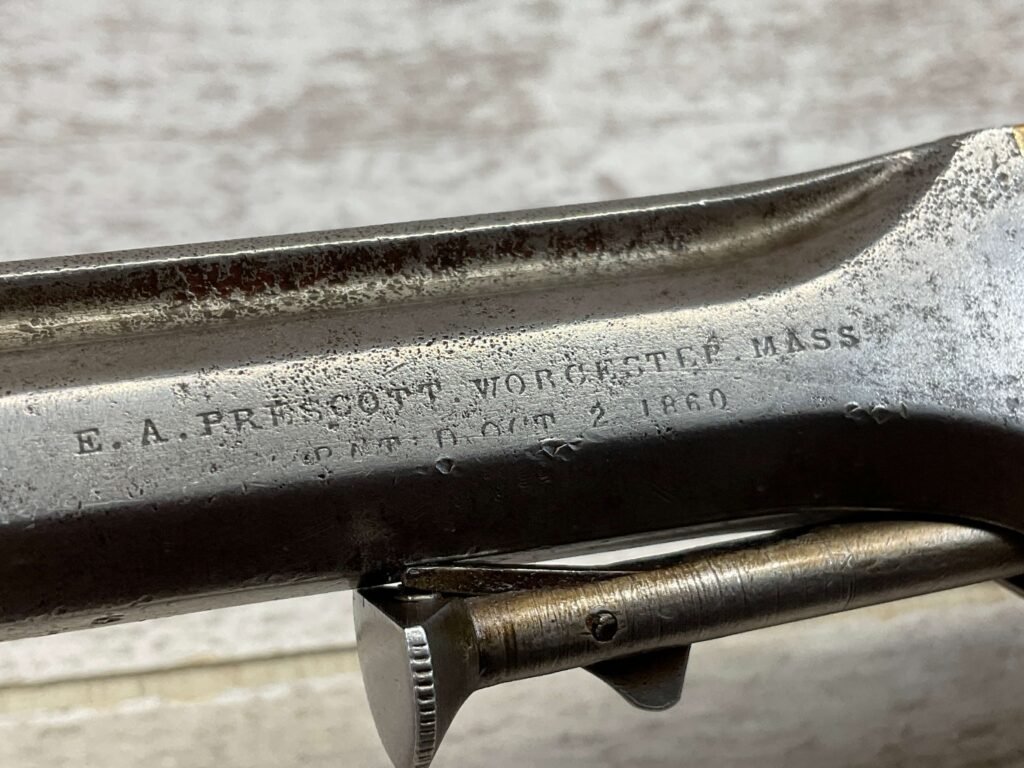 E. A. PRESCOTT. WORCESTER. MASS
PAT'D. OCT. 2 1860